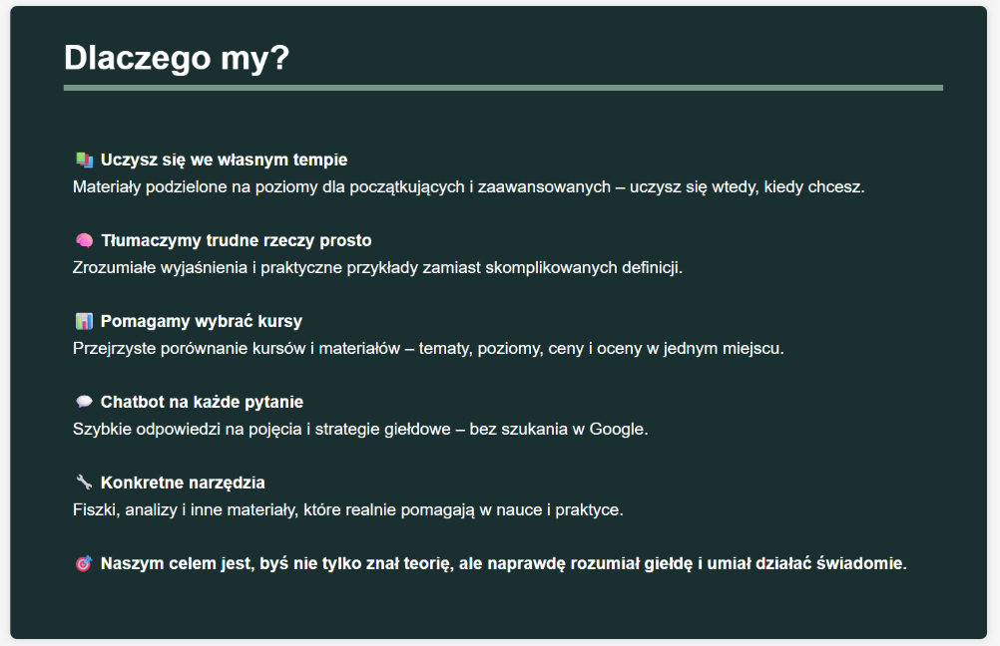 Dlaczego my?
📚 Uczysz się we własnym tempie
Materiały podzielone na poziomy dla początkujących i zaawansowanych – uczysz się wtedy, kiedy chcesz.
🧠 Tłumaczymy trudne rzeczy prosto
Zrozumiałe wyjaśnienia i praktyczne przykłady zamiast skomplikowanych definicji.
📊 Pomagamy wybrać kursy
Przejrzyste porównanie kursów i materiałów – tematy, poziomy, ceny i oceny w jednym miejscu.
💬 Chatbot na każde pytanie
Szybkie odpowiedzi na pojęcia i strategie giełdowe – bez szukania w Google.
🔧 Konkretne narzędzia
Fiszki, analizy i inne materiały, które realnie pomagają w nauce i praktyce.
🎯 Naszym celem jest, byś nie tylko znał teorię, ale naprawdę rozumiał giełdę i umiał działać świadomie.